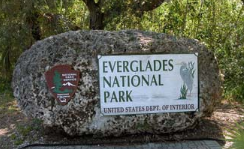 EVERGLADES
NATIONAL
PARK
UNITED STATES DEPT. OF INTERIOR